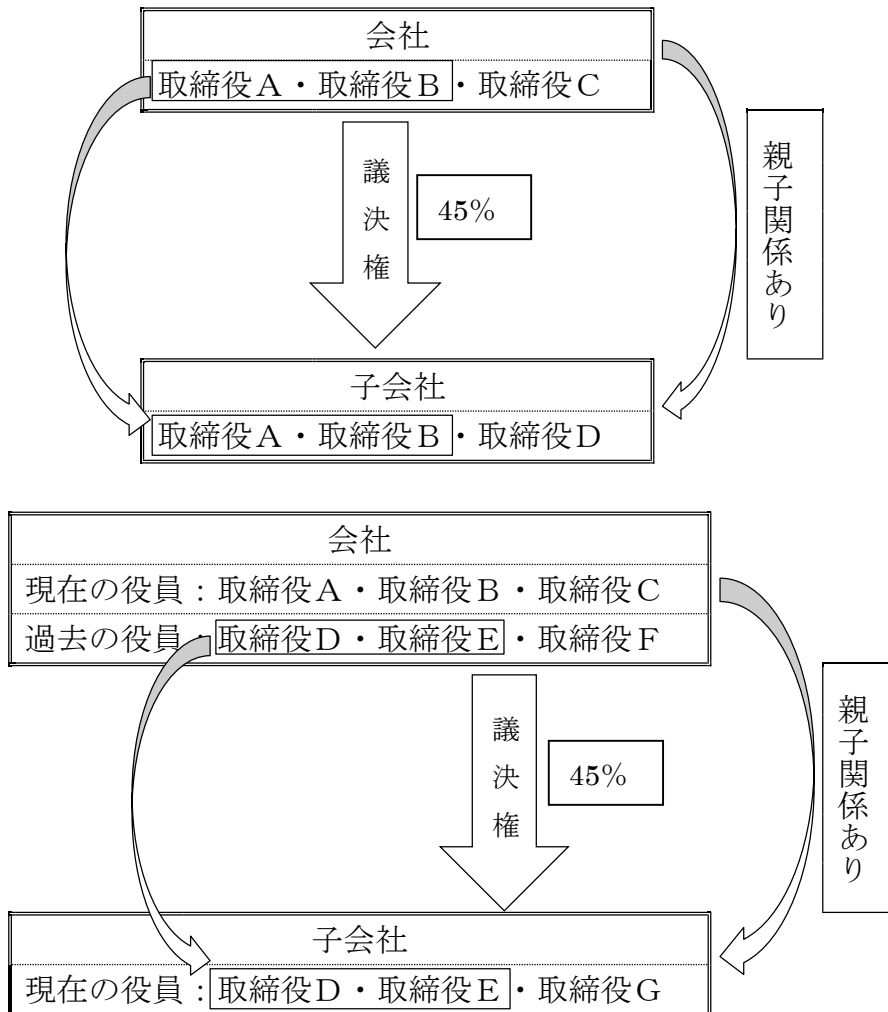 会社
取締役A・取締役B・取締役C
議決権
45%
親子関係あり
子会社
取締役A・取締役B・取締役D
会社
現在の役員：取締役A・取締役B・取締役C
過去の役員：取締役D・取締役E・取締役F
議決権
45%
親子関係あり
子会社
現在の役員：取締役D・取締役E・取締役G